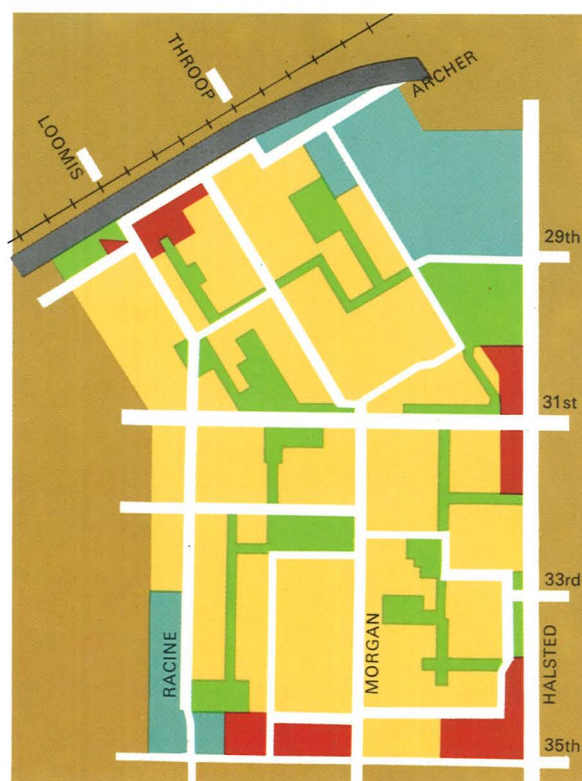 THROOP
LOOMIS
ARCHER
29th
31st
33rd
RACINE
MORGAN
HALSTED
35th